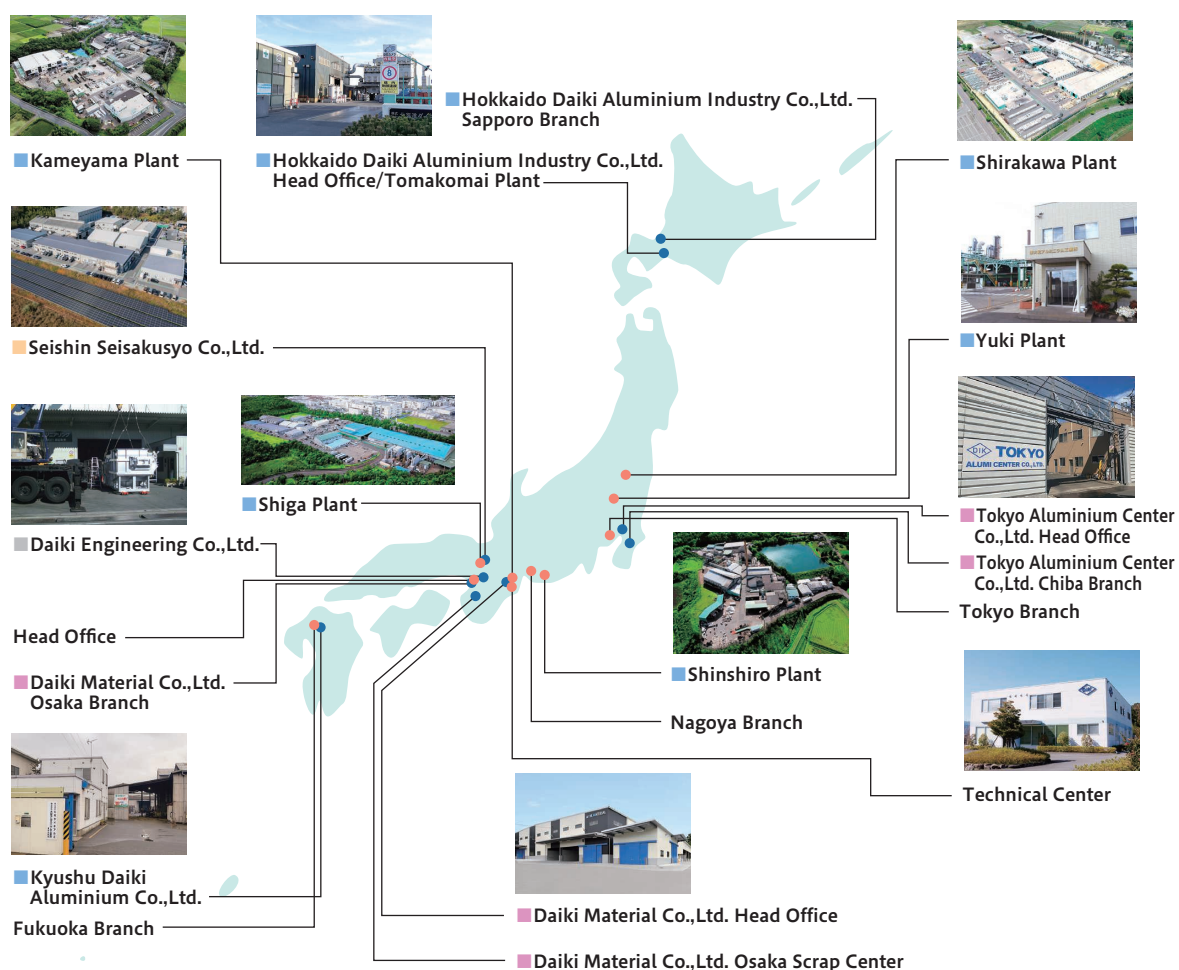 Hokkaido Daiki Aluminium Industry Co.,Ltd.
Sapporo Branch
Kameyama Plant
Hokkaido Daiki Aluminium Industry Co.,Ltd.
Head Office/Tomakomai Plant
Shirakawa Plant
Seishin Seisakusyo Co.,Ltd.
Yuki Plant
DIK TOKYO
ALUMI CENTER CO.,LTD.
Shiga Plant
Daiki Engineering Co.,Ltd.
Tokyo Aluminium Center
Co.,Ltd. Head Office
Tokyo Aluminium Center
Co.,Ltd. Chiba Branch
Tokyo Branch
Head Office
Daiki Material Co.,Ltd.
Osaka Branch
Shinshiro Plant
Nagoya Branch
Technical Center
Kyushu Daiki
Aluminium Co.,Ltd.
Fukuoka Branch
Daiki Material Co.,Ltd. Head Office
Daiki Material Co.,Ltd. Osaka Scrap Center